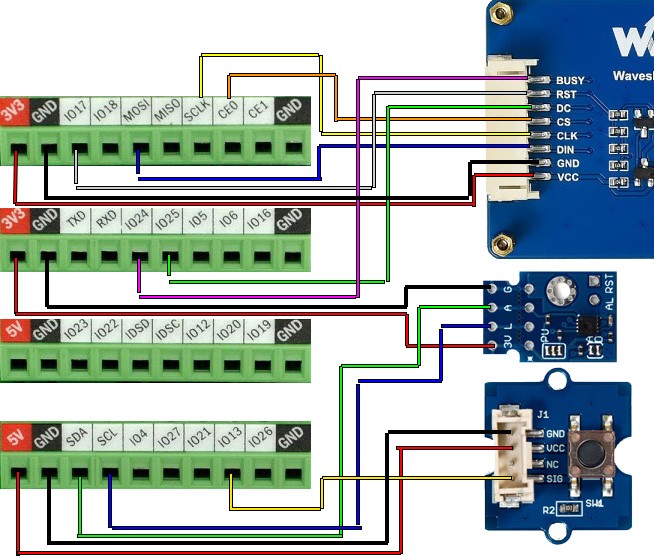 W
Waves
3V3 GND IO17 IO18 MOSI MISO SCLK CE0 CE1 GND
BUSY
RST
DC
CS
CLK
DIN
GND
VCC
3V3 GND TXD RXD IO24 IO25 IO5 IO6 IO16 GND
G
A
L
3V
AL RST
PU
5V GND IO23 IO22 IDSD IDSC IO12 IO20 IO19 GND
5V GND SDA SCL IO4 IO27 IO21 IO13 IO26 GND
J1
GND
VCC
NC
SIG
R2
SW1